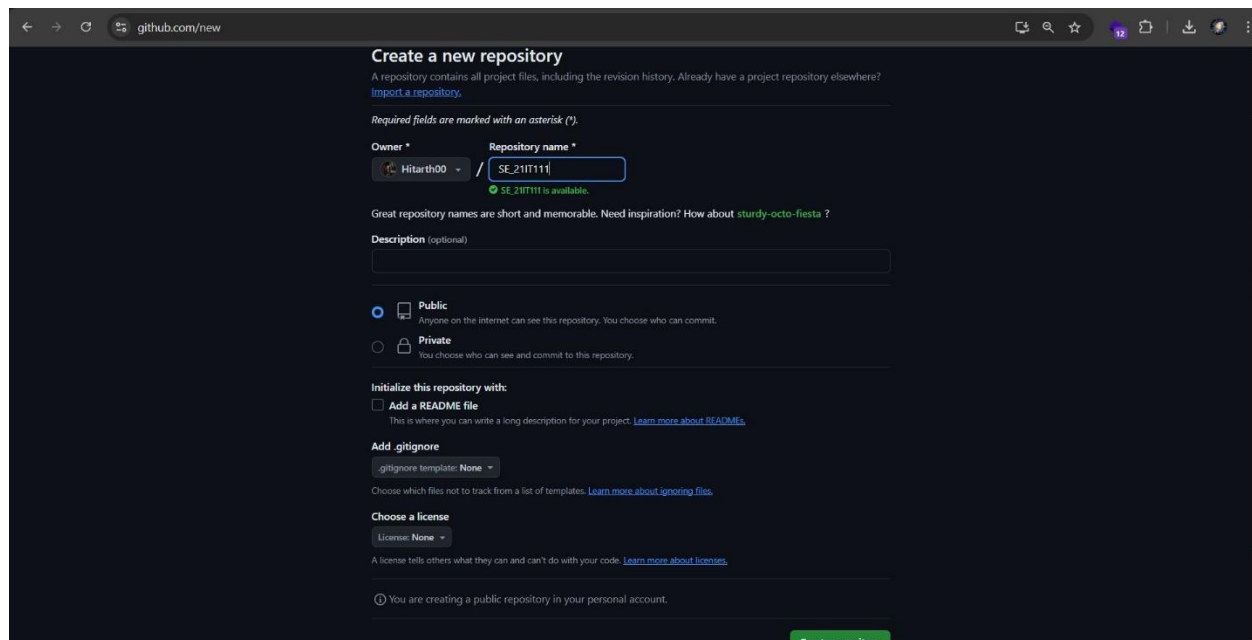 github.com/new
12
Create a new repository
A repository contains all project files, including the revision history. Already have a project repository elsewhere?
Import a repository.
Required fields are marked with an asterisk (*).
Owner * Repository name *
Hitarth00 / SE_21IT111
SE_21IT111 is available.
Great repository names are short and memorable. Need inspiration? How about sturdy-octo-fiesta ?
Description (optional)
Public
Anyone on the internet can see this repository. You choose who can commit.
Private
You choose who can see and commit to this repository.
Initialize this repository with:
Add a README file
This is where you can write a long description for your project. Learn more about READMEs.
Add .gitignore
.gitignore template: None
Choose which files not to track from a list of templates. Learn more about ignoring files.
Choose a license
License: None
A license tells others what they can and can't do with your code. Learn more about licenses.
You are creating a public repository in your personal account.